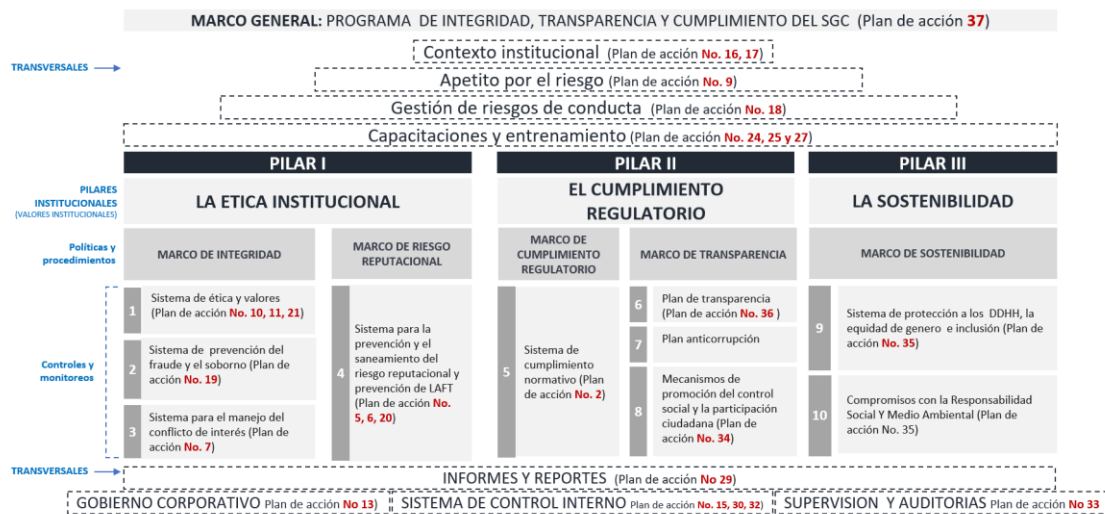 MARCO GENERAL: PROGRAMA DE INTEGRIDAD, TRANSPARENCIA Y CUMPLIMIENTO DEL SGC (Plan de acción 37)
TRANSVERSALES
Contexto institucional (Plan de acción No. 16, 17)
Apetito por el riesgo (Plan de acción No. 9)
Gestión de riesgos de conducta (Plan de acción No. 18)
Capacitaciones y entrenamiento (Plan de acción No. 24, 25 y 27)
PILARES
INSTITUCIONALES
(VALORES INSTITUCIONALES)
PILAR I
LA ETICA INSTITUCIONAL
PILAR II
EL CUMPLIMIENTO
REGULATORIO
PILAR III
LA SOSTENIBILIDAD
Políticas y
procedimientos
MARCO DE INTEGRIDAD
MARCO DE RIESGO
REPUTACIONAL
MARCO DE
CUMPLIMIENTO
REGULATORIO
MARCO DE TRANSPARENCIA
MARCO DE SOSTENIBILIDAD
Controles y
monitoreos
1
Sistema de ética y valores
(Plan de acción No. 10, 11, 21)
2
Sistema de prevención del
fraude y el soborno (Plan de
acción No. 19)
3
Sistema para el manejo del
conflicto de interés (Plan de
acción No. 7)
4
Sistema para la
prevención y el
saneamiento del
riesgo reputacional y
prevención de LAFT
(Plan de acción No.
5, 6, 20)
5
Sistema de
cumplimiento
normativo (Plan
de acción No. 2)
6
Plan de transparencia
(Plan de acción No. 36 )
7
Plan anticorrupción
8
Mecanismos de
promoción del control
social y la participación
ciudadana (Plan de
acción No. 34)
9
Sistema de protección a los DDHH, la
equidad de genero e inclusión (Plan de
acción No. 35)
10
Compromisos con la Responsabilidad
Social Y Medio Ambiental (Plan de
acción No. 35)
TRANSVERSALES
INFORMES Y REPORTES (Plan de acción No 29)
GOBIERNO CORPORATIVO Plan de acción No 13)
SISTEMA DE CONTROL INTERNO Plan de acción No. 15, 30, 32)
SUPERVISION Y AUDITORIAS Plan de acción No 33